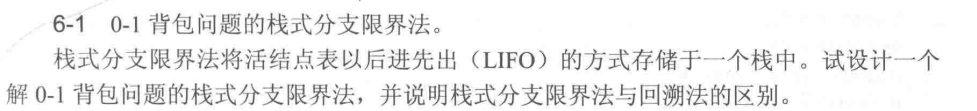 6-1 0-1 背包问题的栈式分支限界法。
栈式分支限界法将活结点表以后进先出（LIFO）的方式存储于一个栈中。试设计一个
解 0-1 背包问题的栈式分支限界法，并说明栈式分支限界法与回溯法的区别。